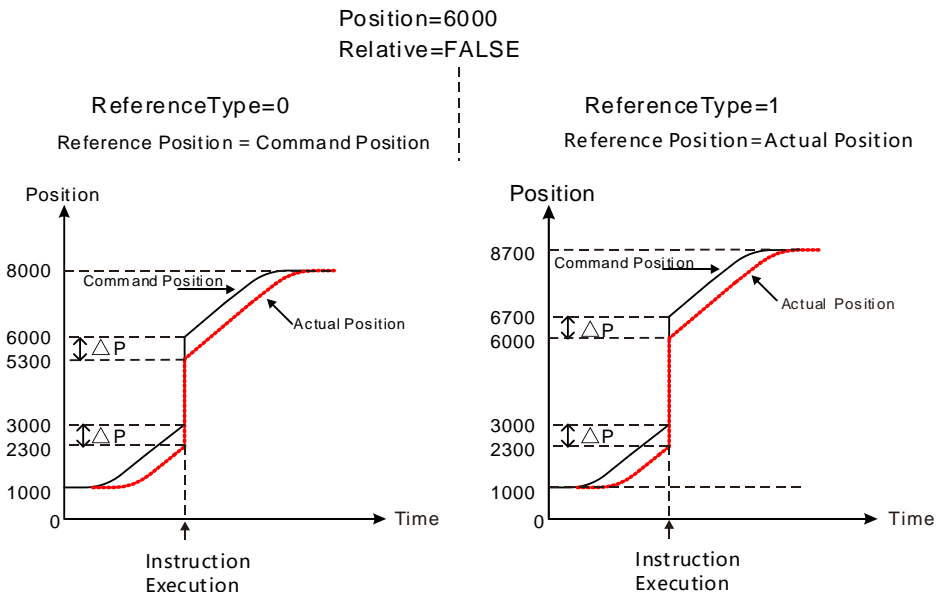 Position=6000
Relative=FALSE
ReferenceType=0
Reference Position = Command Position
Position
8000
Command Position
Actual Position
6000
△P
5300
3000
△P
2300
1000
0
Time
Instruction
Execution
ReferenceType=1
Reference Position=Actual Position
Position
8700
Command Position
Actual Position
6700
△P
6000
3000
△P
2300
1000
0
Time
Instruction
Execution